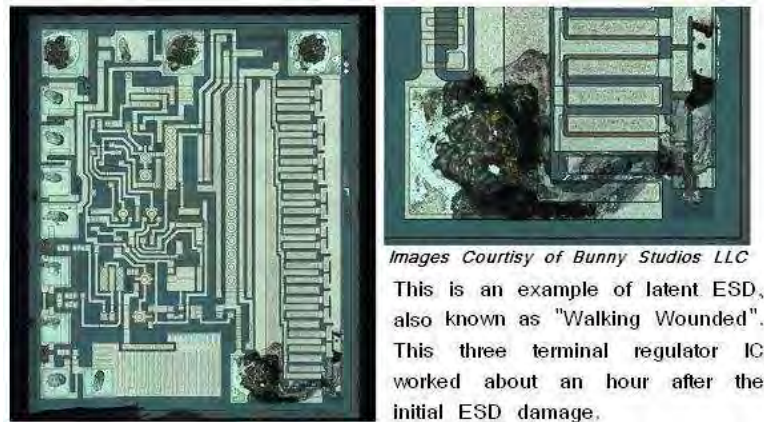 Images Courtisy of Bunny Studios LLC
This is an example of latent ESD,
also known as "Walking Wounded".
This three terminal regulator IC
worked about an hour after the
initial ESD damage.